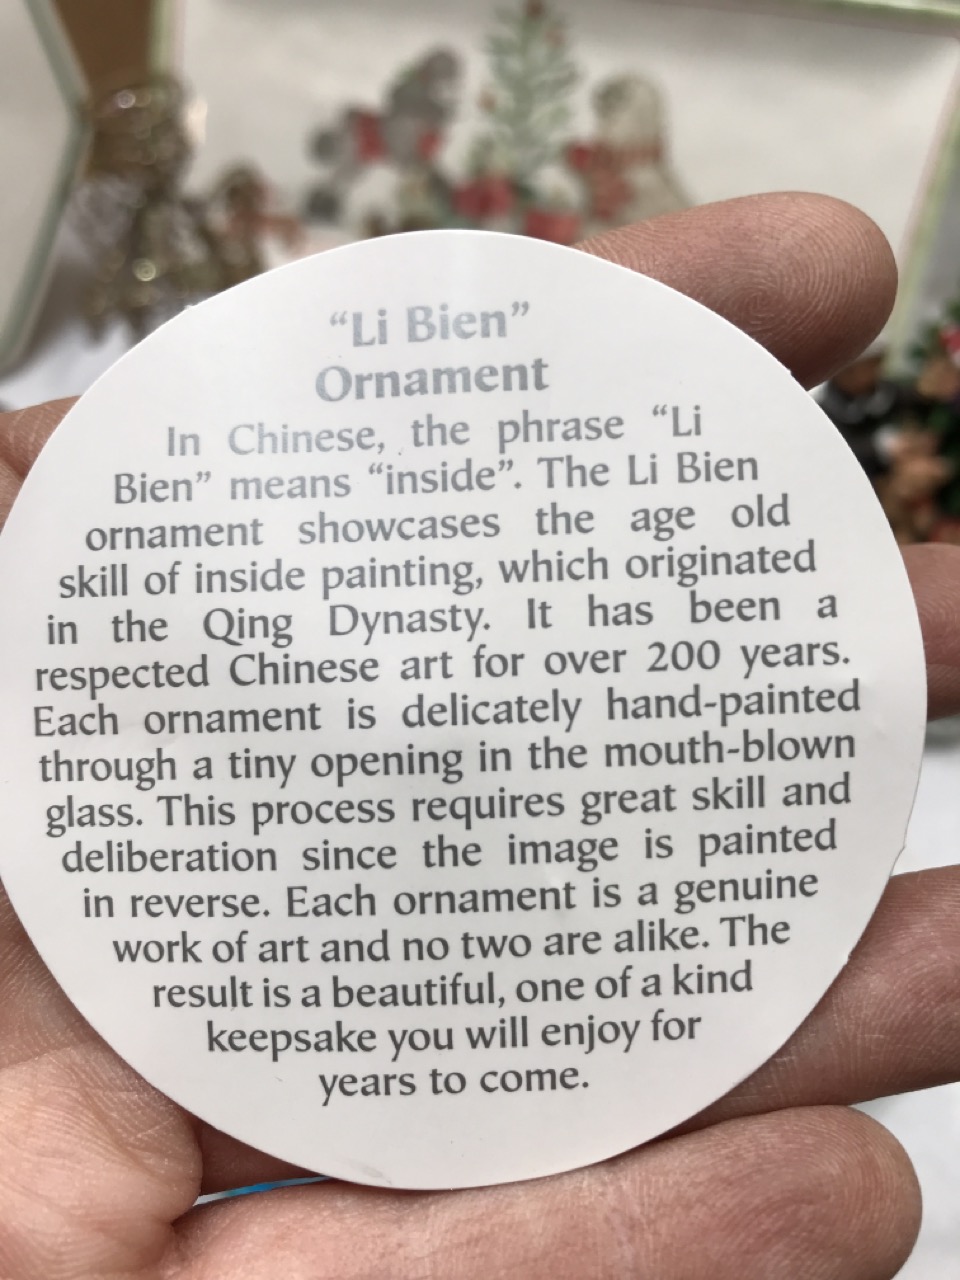 “Li Bien”
Ornament
In Chinese, the phrase “Li
Bien” means “inside”. The Li Bien
ornament showcases the age old
skill of inside painting, which originated
in the Qing Dynasty. It has been a
respected Chinese art for over 200 years.
Each ornament is delicately hand-painted
through a tiny opening in the mouth-blown
glass. This process requires great skill and
deliberation since the image is painted
in reverse. Each ornament is a genuine
work of art and no two are alike. The
result is a beautiful, one of a kind
keepsake you will enjoy for
years to come.